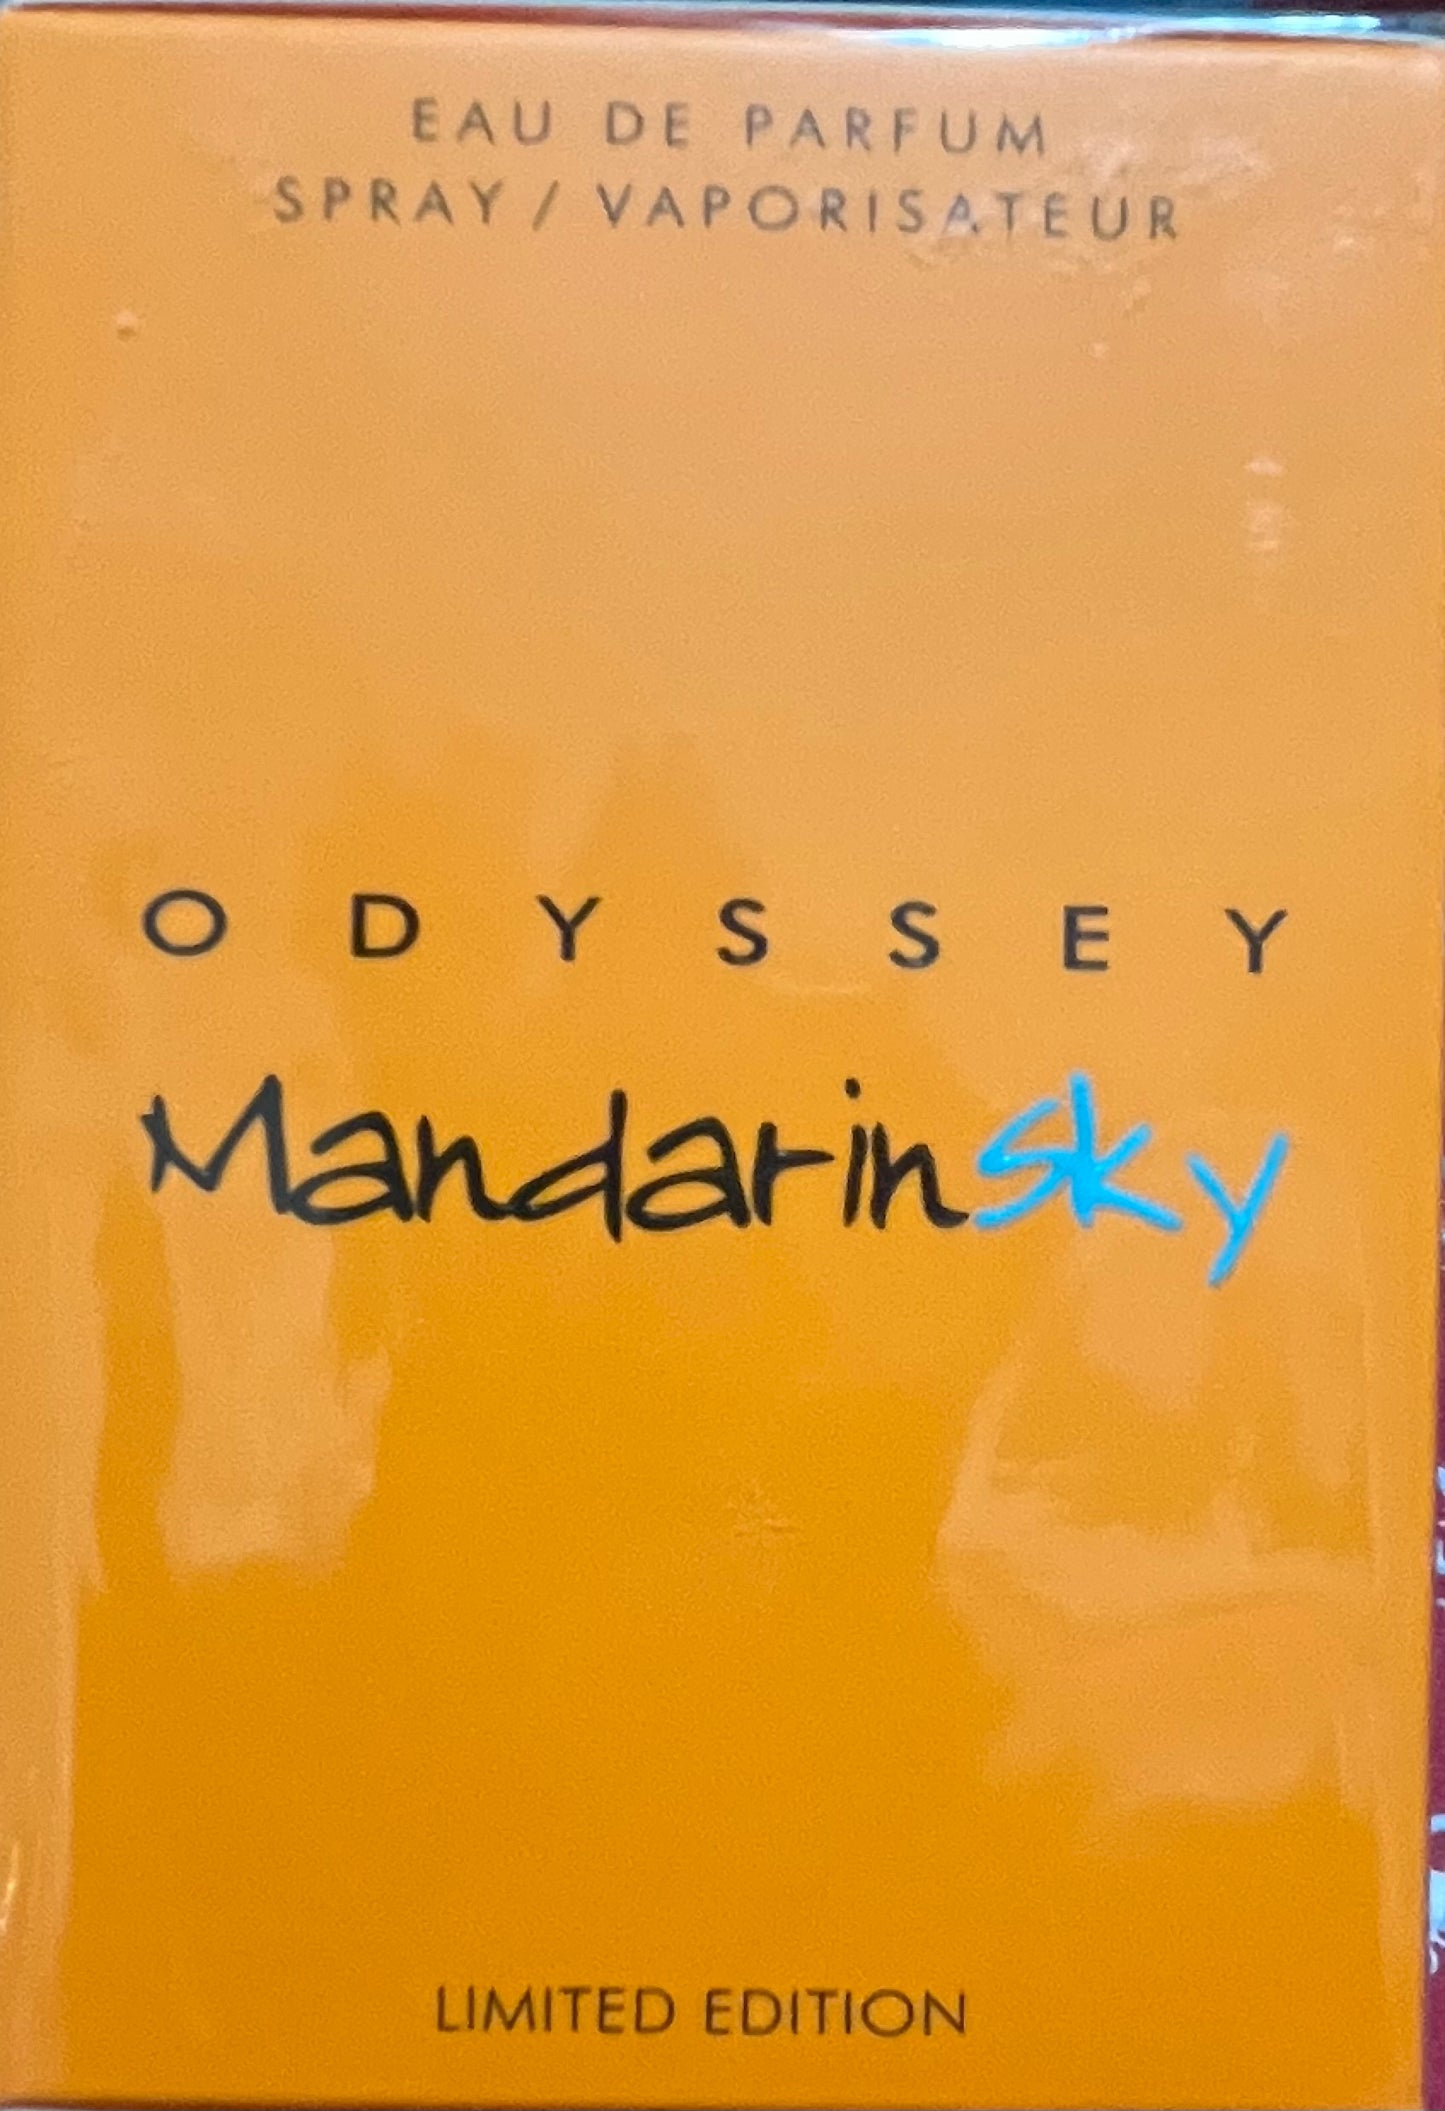 EAU DE PARFUM
SPRAY / VAPORISATEUR
ODYSSEY
Mandarinsky
LIMITED EDITION